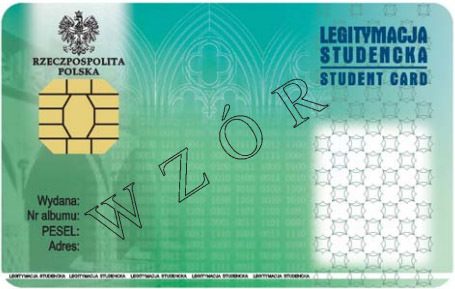 RZECZPOSPOLITA
POLSKA
LEGITYMACJA
STUDENCKA
STUDENT CARD
WZÓR
Wydana:
Nr albumu:
PESEL:
Adres:
LEGITYMACJA STUDENCKA LEGITYMACJA STUDENCKA LEGITYMACJA STUDENCKA LEGITYMACJA STUDENCKA LEGITYMACJA STUDENCKA LEGITYMACJA STUDENCKA